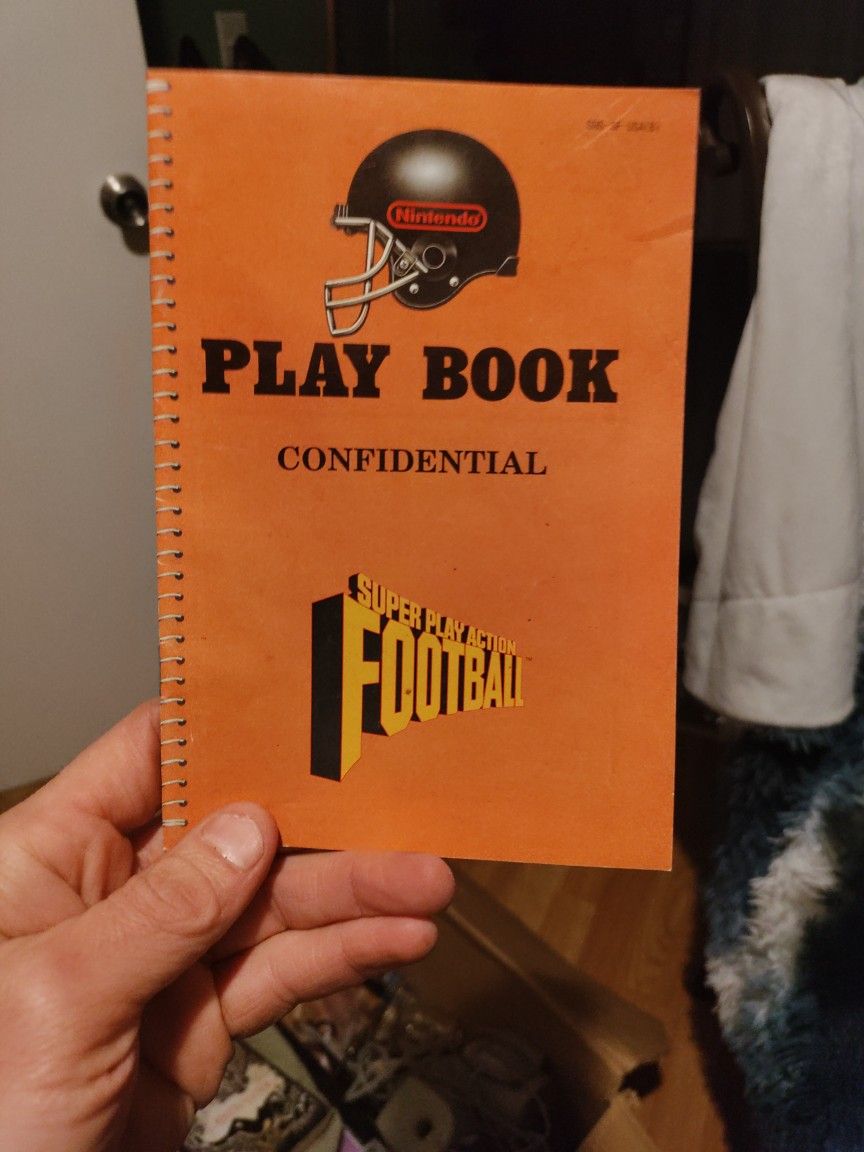 Nintendo
PLAY BOOK
CONFIDENTIAL
SUPER PLAY ACTION
FOOTBALL